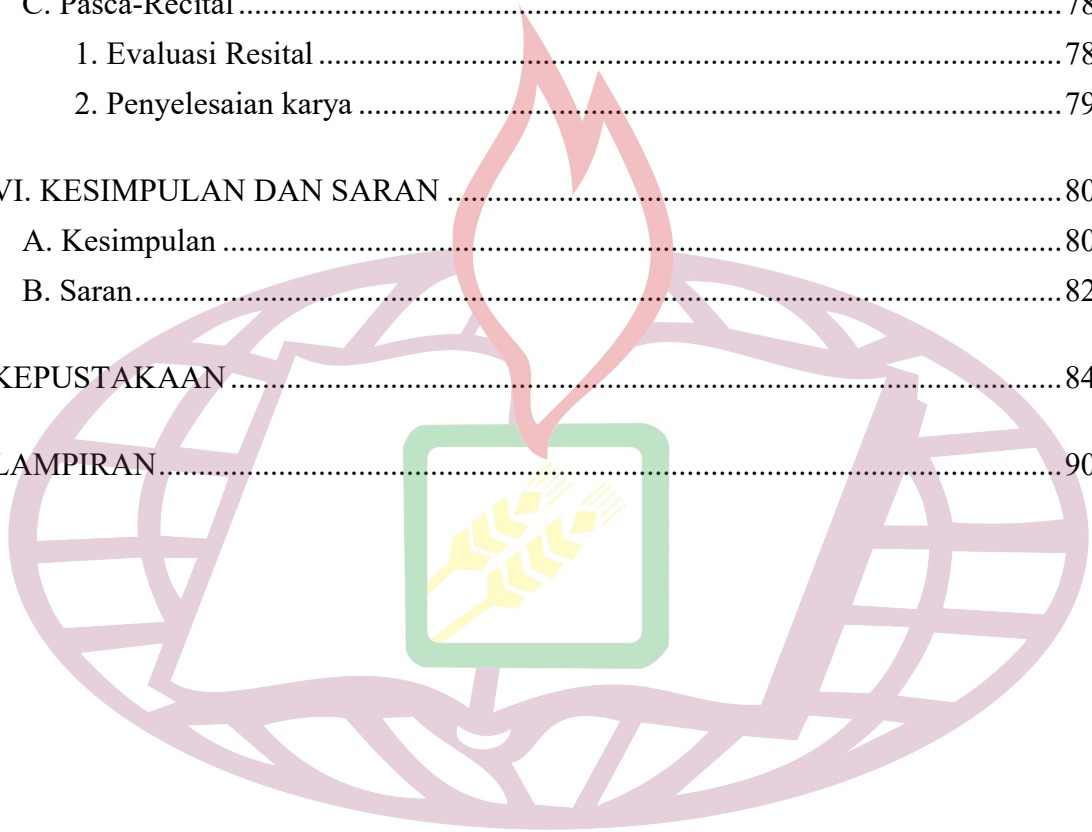 C. Pasca-Recital .......... 78
1. Evaluasi Resital .......... 78
2. Penyelesaian karya .......... 79
VI. KESIMPULAN DAN SARAN .......... 80
A. Kesimpulan .......... 80
B. Saran .......... 82
KEPUSTAKAAN .......... 84
LAMPIRAN .......... 90